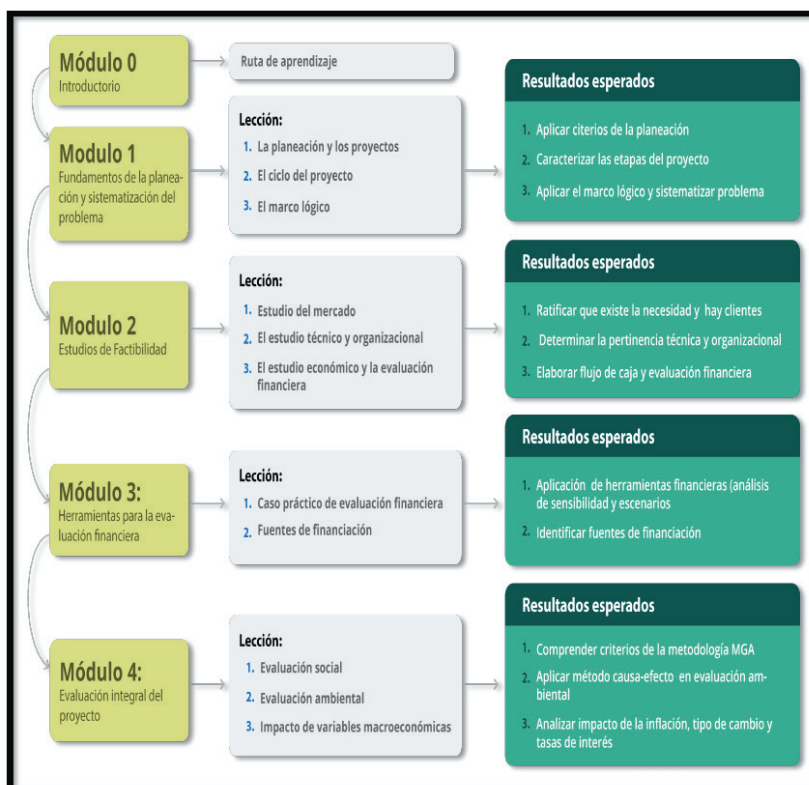 Módulo 0
Introductorio
Ruta de aprendizaje
Modulo 1
Fundamentos de la planea-
ción y sistematización del
problema
Lección:
1. La planeación y los proyectos
2. El ciclo del proyecto
3. El marco lógico
Resultados esperados
1. Aplicar citerios de la planeación
2. Caracterizar las etapas del proyecto
3. Aplicar el marco lógico y sistematizar problema
Modulo 2
Estudios de Factibilidad
Lección:
1. Estudio del mercado
2. El estudio técnico y organizacional
3. El estudio económico y la evaluación
financiera
Resultados esperados
1. Ratificar que existe la necesidad y hay clientes
2. Determinar la pertinencia técnica y organizacional
3. Elaborar flujo de caja y evaluación financiera
Módulo 3:
Herramientas para la eva-
luación financiera
Lección:
1. Caso práctico de evaluación financiera
2. Fuentes de financiación
Resultados esperados
1. Aplicación de herramientas financieras (análisis
de sensibilidad y escenarios
2. Identificar fuentes de financiación
Módulo 4:
Evaluación integral del
proyecto
Lección:
1. Evaluación social
2. Evaluación ambiental
3. Impacto de variables macroeconómicas
Resultados esperados
1. Comprender criterios de la metodología MGA
2. Aplicar método causa-efecto en evaluación am-
biental
3. Analizar impacto de la inflación, tipo de cambio y
tasas de interés